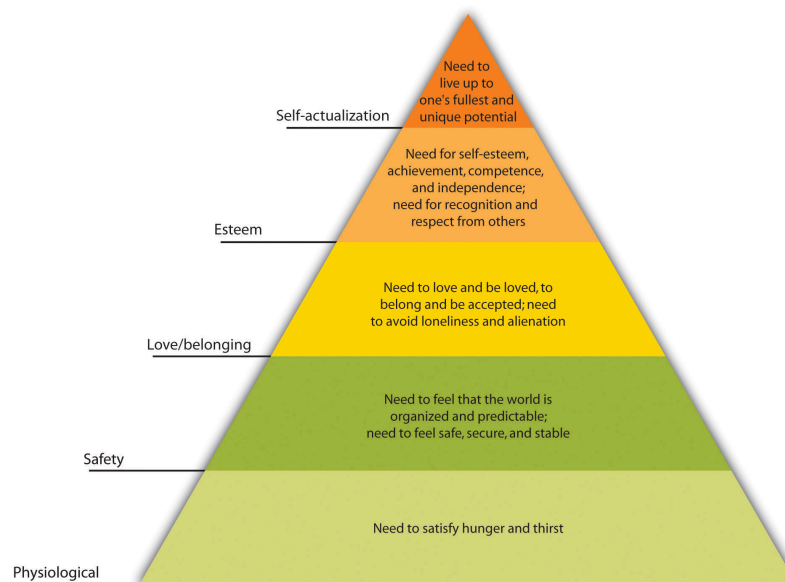 Need to
live up to
one's fullest and
unique potential
Self-actualization
Need for self-esteem,
achievement, competence,
and independence;
need for recognition and
respect from others
Esteem
Need to love and be loved, to
belong and be accepted; need
to avoid loneliness and alienation
Love/belonging
Need to feel that the world is
organized and predictable;
need to feel safe, secure, and stable
Safety
Need to satisfy hunger and thirst
Physiological